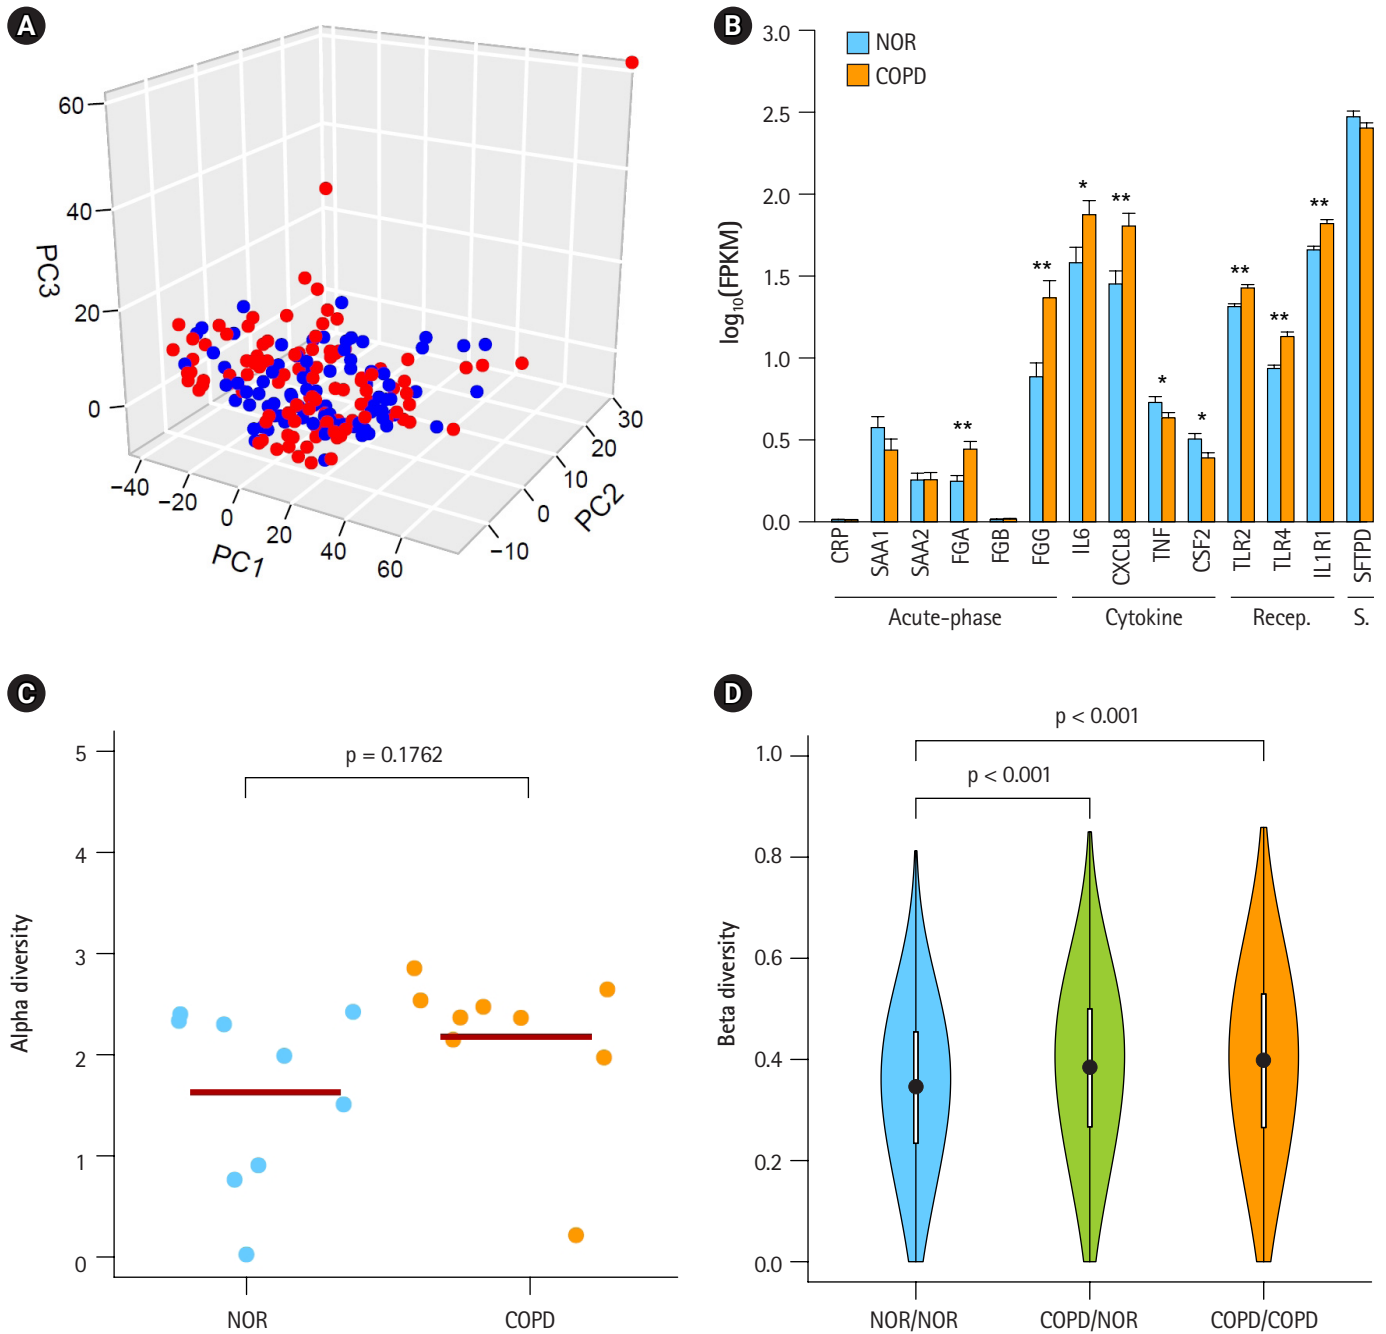 A
60
40
20
0
PC3
−40
−20
0
20
40
60
PC1
−10
0
10
20
30
PC2
B
NOR
COPD
3.0
2.5
2.0
1.5
1.0
0.5
0.0
log10(FPKM)
** ** * ** * * ** ** **
CRP
SAA1
SAA2
FGA
FGB
FGG
IL6
CXCL8
TNF
CSF2
TLR2
TLR4
IL1R1
SFTPD
Acute-phase
Cytokine
Recep.
S.
C
p = 0.1762
5
4
3
2
1
0
Alpha diversity
NOR
COPD
D
p < 0.001
p < 0.001
1.0
0.8
0.6
0.4
0.2
0.0
Beta diversity
NOR/NOR
COPD/NOR
COPD/COPD